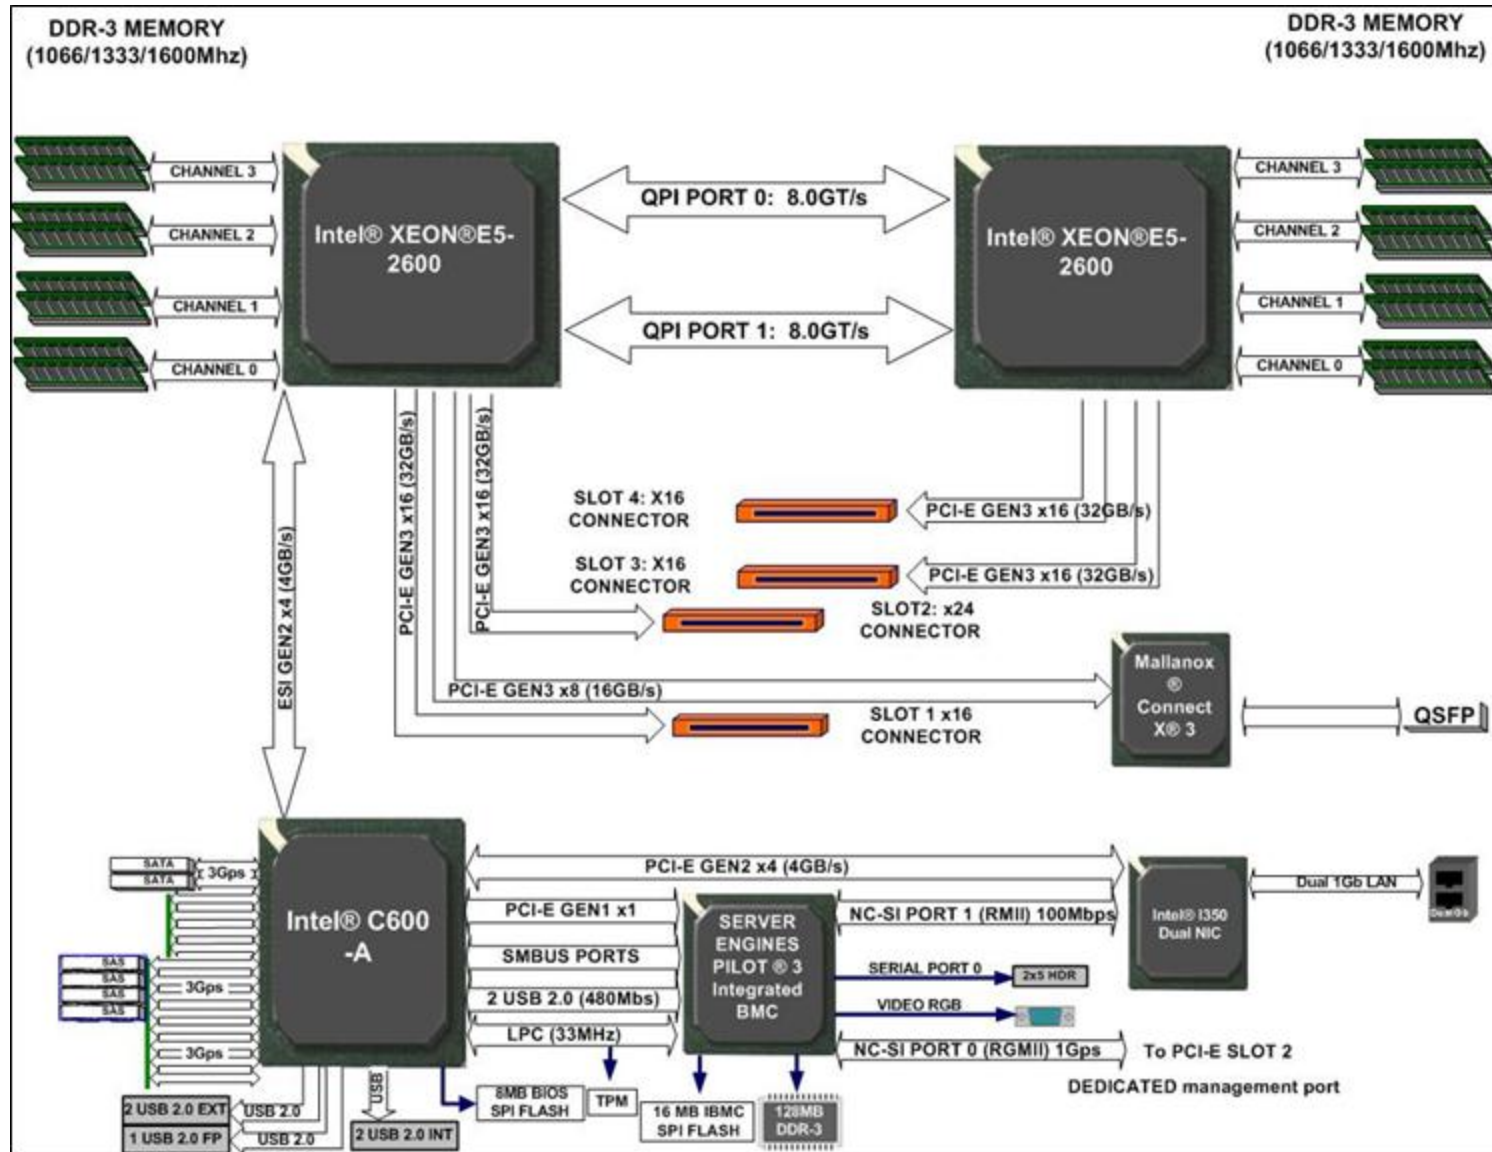 DDR-3 MEMORY
(1066/1333/1600Mhz)
DDR-3 MEMORY
(1066/1333/1600Mhz)
CHANNEL 3
CHANNEL 2
CHANNEL 1
CHANNEL 0
Intel® XEON®E5-
2600
QPI PORT 0: 8.0GT/s
QPI PORT 1: 8.0GT/s
Intel® XEON®E5-
2600
CHANNEL 3
CHANNEL 2
CHANNEL 1
CHANNEL 0
ESI GEN2 x4 (4GB/s)
PCI-E GEN3 x16 (32GB/s)
PCI-E GEN3 x16 (32GB/s)
SLOT 4: X16
CONNECTOR
PCI-E GEN3 x16 (32GB/s)
SLOT 3: X16
CONNECTOR
PCI-E GEN3 x16 (32GB/s)
SLOT2: x24
CONNECTOR
PCI-E GEN3 x8 (16GB/s)
SLOT 1 x16
CONNECTOR
Mallanox
®
Connect
X® 3
QSFP
SATA
SATA
3Gps
SAS
SAS
SAS
SAS
3Gps
3Gps
Intel® C600
-A
PCI-E GEN2 x4 (4GB/s)
PCI-E GEN1 x1
SMBUS PORTS
2 USB 2.0 (480Mbs)
LPC (33MHz)
SERVER
ENGINES
PILOT ® 3
Integrated
BMC
NC-SI PORT 1 (RMII) 100Mbps
Intel® I350
Dual NIC
Dual 1Gb LAN
SERIAL PORT 0
2x5 HDR
VIDEO RGB
NC-SI PORT 0 (RGMII) 1Gps
To PCI-E SLOT 2
DEDICATED management port
2 USB 2.0 EXT
USB 2.0
1 USB 2.0 FP
USB 2.0
USB
2 USB 2.0 INT
8MB BIOS
SPI FLASH
TPM
16 MB IBMC
SPI FLASH
128MB
DDR-3